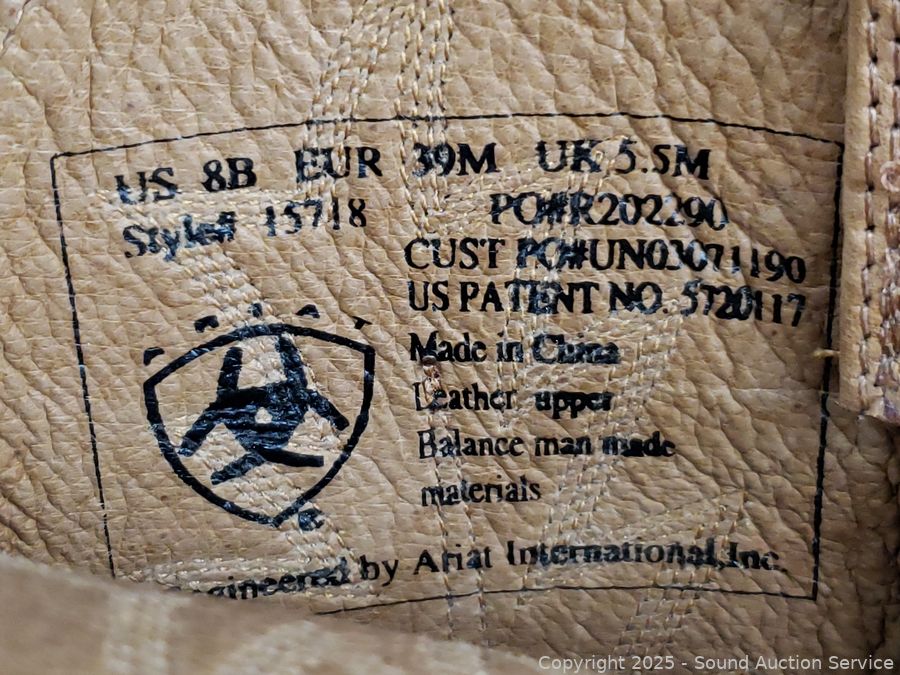 US 8B EUR 39M UK 5.5M
Style# 15718 PO#R202290
CUST PO#UN03071190
US PATENT NO. 5720117
ARIAT
Made in China
Leather upper
Balance man made
materials
by Ariat International,Inc.
Copyright 2025 - Sound Auction Service